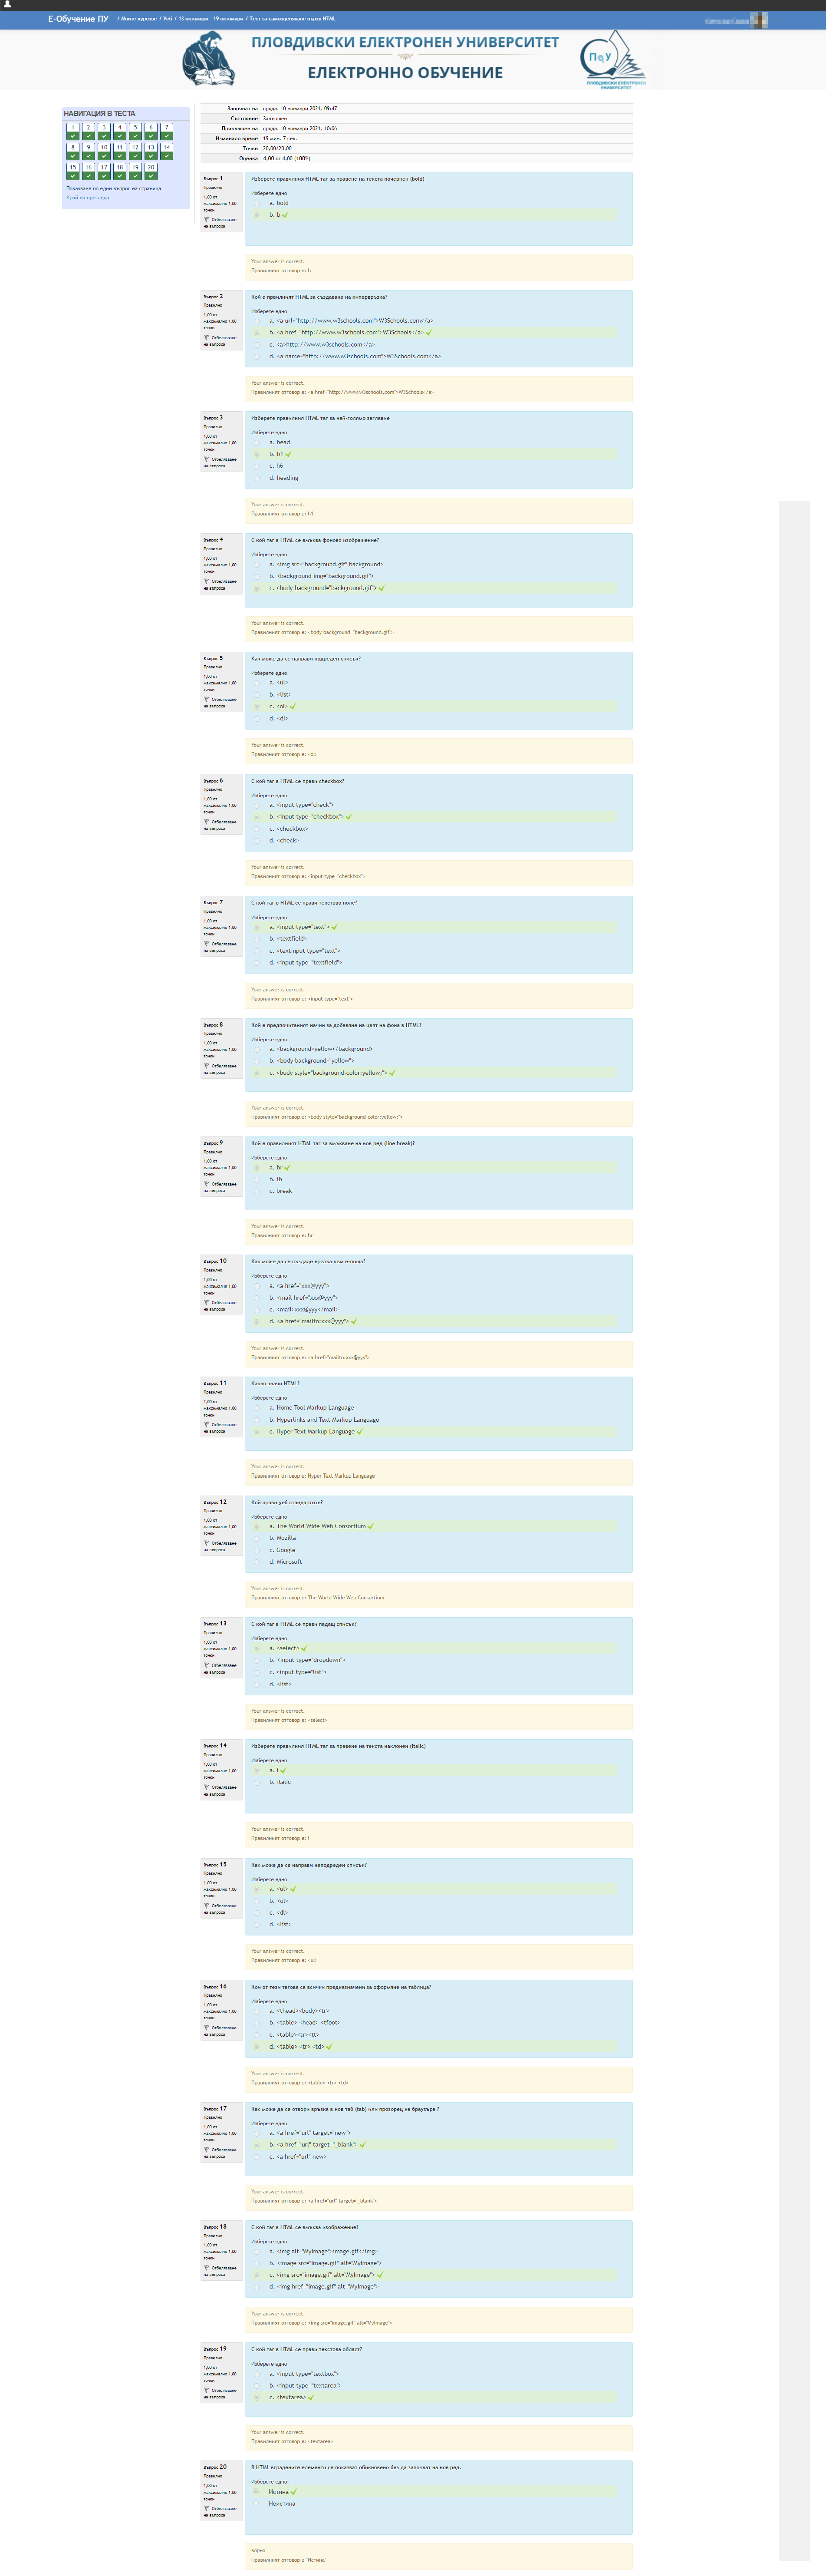 Е-Обучение ПУ / Моите курсове / Уеб / 13 октомври - 19 октомври / Тест за самооценяване върху HTML
ПЛОВДИВСКИ ЕЛЕКТРОНЕН УНИВЕРСИТЕТ
ЕЛЕКТРОННО ОБУЧЕНИЕ
ПеУ
ПЛОВДИВСКИ ЕЛЕКТРОНЕН
УНИВЕРСИТЕТ
НАВИГАЦИЯ В ТЕСТА
1 2 3 4 5 6 7
8 9 10 11 12 13 14
15 16 17 18 19 20
Показване по един въпрос на страница
Край на прегледа
Започнат на сряда, 10 ноември 2021, 09:47
Състояние Завършен
Приключен на сряда, 10 ноември 2021, 10:06
Изминало време 19 мин. 7 сек.
Точки 20,00/20,00
Оценка 4,00 от 4,00 (100%)
Въпрос 1
Правилно
1,00 от
максимално 1,00
точки
Отбелязване
на въпроса
Изберете правилния HTML таг за правене на текста почернен (bold)
Изберете едно
a. bold
b. b
Your answer is correct.
Правилният отговор е: b
Въпрос 2
Правилно
1,00 от
максимално 1,00
точки
Отбелязване
на въпроса
Кой е првилният HTML за създаване на хипервръзка?
Изберете едно
a. <a url="http://www.w3schools.com">W3Schools.com</a>
b. <a href="http://www.w3schools.com">W3Schools</a>
c. <a>http://www.w3schools.com</a>
d. <a name="http://www.w3schools.com">W3Schools.com</a>
Your answer is correct.
Правилният отговор е: <a href="http://www.w3schools.com">W3Schools</a>
Въпрос 3
Правилно
1,00 от
максимално 1,00
точки
Отбелязване
на въпроса
Изберете правилния HTML таг за най-голямо заглавие
Изберете едно
a. head
b. h1
c. h6
d. heading
Your answer is correct.
Правилният отговор е: h1
Въпрос 4
Правилно
1,00 от
максимално 1,00
точки
Отбелязване
на въпроса
С кой таг в HTML се вмъква фоново изображение?
Изберете едно
a. <img src="background.gif" background>
b. <background img="background.gif">
c. <body background="background.gif">
Your answer is correct.
Правилният отговор е: <body background="background.gif">
Въпрос 5
Правилно
1,00 от
максимално 1,00
точки
Отбелязване
на въпроса
Как може да се направи подреден списък?
Изберете едно
a. <ul>
b. <list>
c. <ol>
d. <dl>
Your answer is correct.
Правилният отговор е: <ol>
Въпрос 6
Правилно
1,00 от
максимално 1,00
точки
Отбелязване
на въпроса
С кой таг в HTML се прави checkbox?
Изберете едно
a. <input type="check">
b. <input type="checkbox">
c. <checkbox>
d. <check>
Your answer is correct.
Правилният отговор е: <input type="checkbox">
Въпрос 7
Правилно
1,00 от
максимално 1,00
точки
Отбелязване
на въпроса
С кой таг в HTML се прави текстово поле?
Изберете едно
a. <input type="text">
b. <textfield>
c. <textinput type="text">
d. <input type="textfield">
Your answer is correct.
Правилният отговор е: <input type="text">
Въпрос 8
Правилно
1,00 от
максимално 1,00
точки
Отбелязване
на въпроса
Кой е предпочитаният начин за добавяне на цвят на фона в HTML?
Изберете едно
a. <background>yellow</background>
b. <body background="yellow">
c. <body style="background-color:yellow;">
Your answer is correct.
Правилният отговор е: <body style="background-color:yellow;">
Въпрос 9
Правилно
1,00 от
максимално 1,00
точки
Отбелязване
на въпроса
Кой е правилният HTML таг за вмъкване на нов ред (line break)?
Изберете едно
a. br
b. lb
c. break
Your answer is correct.
Правилният отговор е: br
Въпрос 10
Правилно
1,00 от
максимално 1,00
точки
Отбелязване
на въпроса
Как може да се създаде връзка към е-поща?
Изберете едно
a. <a href="xxx@yyy">
b. <mail href="xxx@yyy">
c. <mail>xxx@yyy</mail>
d. <a href="mailto:xxx@yyy">
Your answer is correct.
Правилният отговор е: <a href="mailto:xxx@yyy">
Въпрос 11
Правилно
1,00 от
максимално 1,00
точки
Отбелязване
на въпроса
Какво значи HTML?
Изберете едно
a. Home Tool Markup Language
b. Hyperlinks and Text Markup Language
c. Hyper Text Markup Language
Your answer is correct.
Правилният отговор е: Hyper Text Markup Language
Въпрос 12
Правилно
1,00 от
максимално 1,00
точки
Отбелязване
на въпроса
Кой прави уеб стандартите?
Изберете едно
a. The World Wide Web Consortium
b. Mozilla
c. Google
d. Microsoft
Your answer is correct.
Правилният отговор е: The World Wide Web Consortium
Въпрос 13
Правилно
1,00 от
максимално 1,00
точки
Отбелязване
на въпроса
С кой таг в HTML се прави падащ списък?
Изберете едно
a. <select>
b. <input type="dropdown">
c. <input type="list">
d. <list>
Your answer is correct.
Правилният отговор е: <select>
Въпрос 14
Правилно
1,00 от
максимално 1,00
точки
Отбелязване
на въпроса
Изберете правилния HTML таг за правене на текста наклонен (italic)
Изберете едно
a. i
b. italic
Your answer is correct.
Правилният отговор е: i
Въпрос 15
Правилно
1,00 от
максимално 1,00
точки
Отбелязване
на въпроса
Как може да се направи неподреден списък?
Изберете едно
a. <ul>
b. <ol>
c. <dl>
d. <list>
Your answer is correct.
Правилният отговор е: <ul>
Въпрос 16
Правилно
1,00 от
максимално 1,00
точки
Отбелязване
на въпроса
Кои от тези тагова са всички предназначени за оформяне на таблица?
Изберете едно
a. <thead><body><tr>
b. <table> <head> <tfoot>
c. <table><tr><tt>
d. <table> <tr> <td>
Your answer is correct.
Правилният отговор е: <table> <tr> <td>
Въпрос 17
Правилно
1,00 от
максимално 1,00
точки
Отбелязване
на въпроса
Как може да се отвори връзка в нов таб (tab) или прозорец на браузъра ?
Изберете едно
a. <a href="url" target="new">
b. <a href="url" target="_blank">
c. <a href="url" new>
Your answer is correct.
Правилният отговор е: <a href="url" target="_blank">
Въпрос 18
Правилно
1,00 от
максимално 1,00
точки
Отбелязване
на въпроса
С кой таг в HTML се вмъква изображение?
Изберете едно
a. <img alt="MyImage">image.gif</img>
b. <image src="image.gif" alt="MyImage">
c. <img src="image.gif" alt="MyImage">
d. <img href="image.gif" alt="MyImage">
Your answer is correct.
Правилният отговор е: <img src="image.gif" alt="MyImage">
Въпрос 19
Правилно
1,00 от
максимално 1,00
точки
Отбелязване
на въпроса
С кой таг в HTML се прави текстова област?
Изберете едно
a. <input type="textbox">
b. <input type="textarea">
c. <textarea>
Your answer is correct.
Правилният отговор е: <textarea>
Въпрос 20
Правилно
1,00 от
максимално 1,00
точки
Отбелязване
на въпроса
В HTML вградените елементи се показват обикновено без да започват на нов ред.
Изберете едно:
Истина
Неистина
вярно
Правилният отговор е "Истина"